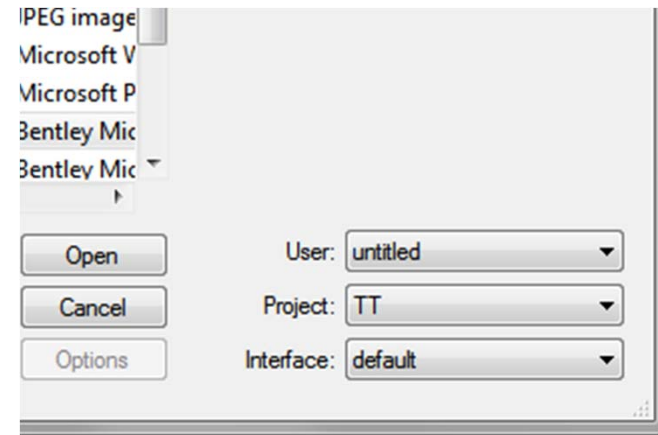 JPEG image
Microsoft W
Microsoft P
Bentley Mic
Bentley Mic
Open
User: untitled
Cancel
Project: TT
Options
Interface: default